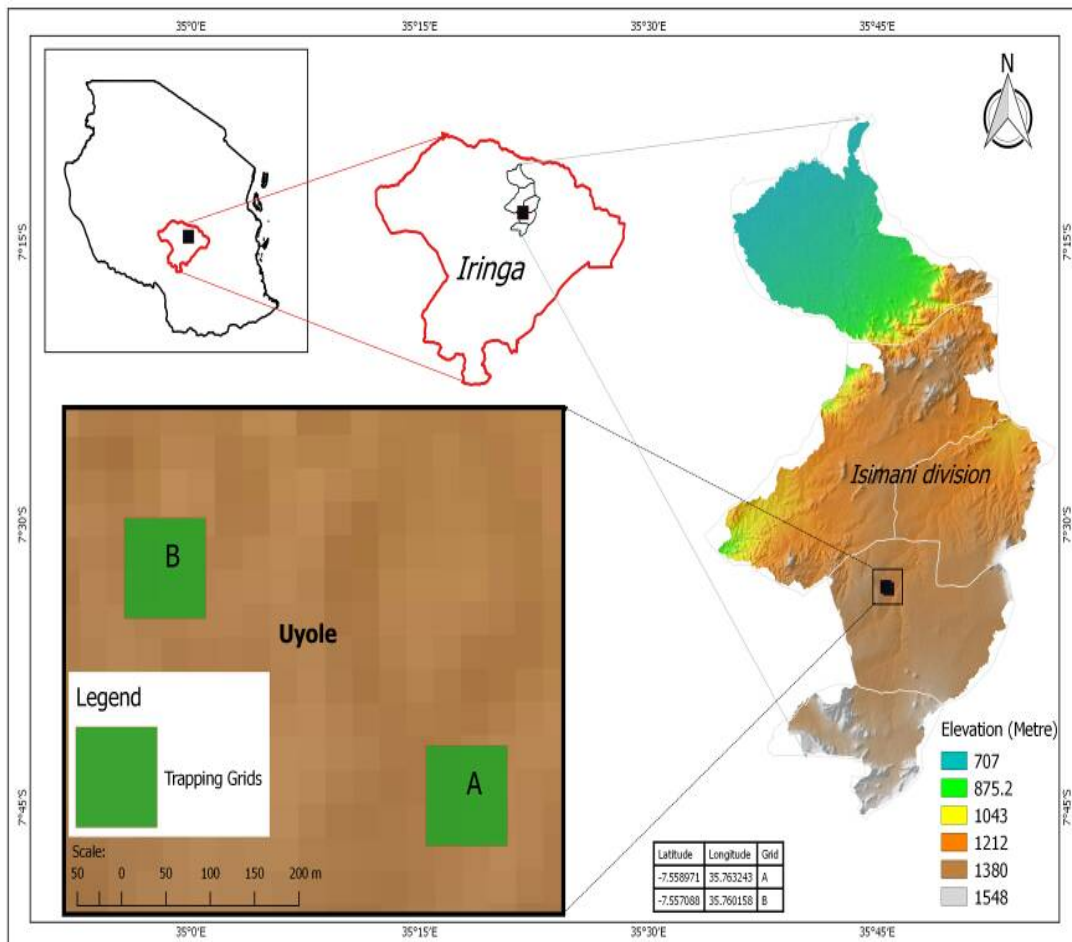 35°0'E 35°15'E 35°30'E 35°45'E
N
7°15'S
7°15'S
Iringa
Isimani division
7°30'S
7°30'S
B
Uyole
Legend
Trapping Grids
A
Scale:
50 0 50 100 150 200 m
Elevation (Metre)
707
875.2
1043
1212
1380
1548
7°45'S
7°45'S
Latitude Longitude Grid
-7.558971 35.763243 A
-7.557088 35.760158 B
35°0'E 35°15'E 35°30'E 35°45'E